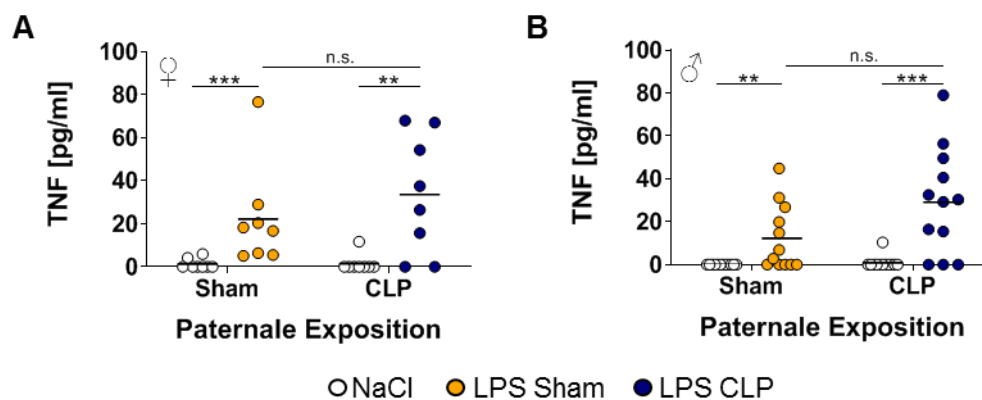 A
♀
TNF [pg/ml]
100
80
60
40
20
0
n.s.
***
**
Sham
CLP
Paternale Exposition
B
♂
TNF [pg/ml]
100
80
60
40
20
0
n.s.
**
***
Sham
CLP
Paternale Exposition
NaCl LPS Sham LPS CLP